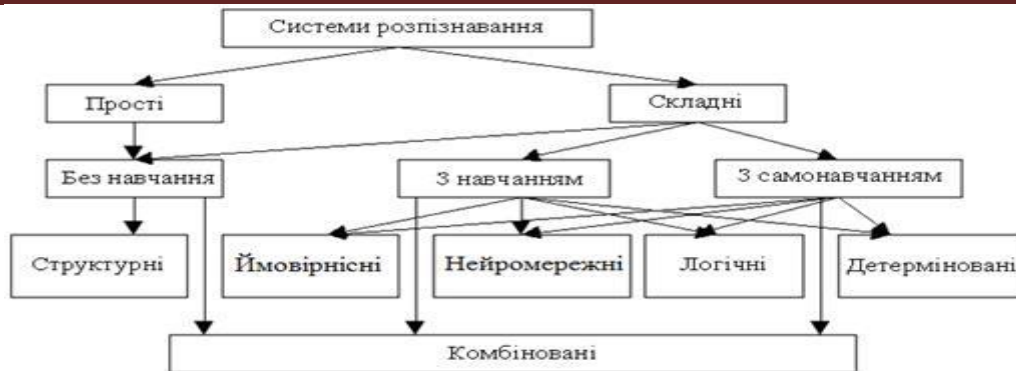 Системи розпізнавання
Прості
Складні
Без навчання
З навчанням
З самонавчанням
Структурні
Ймовірнісні
Нейромережні
Логічні
Детерміновані
Комбіновані